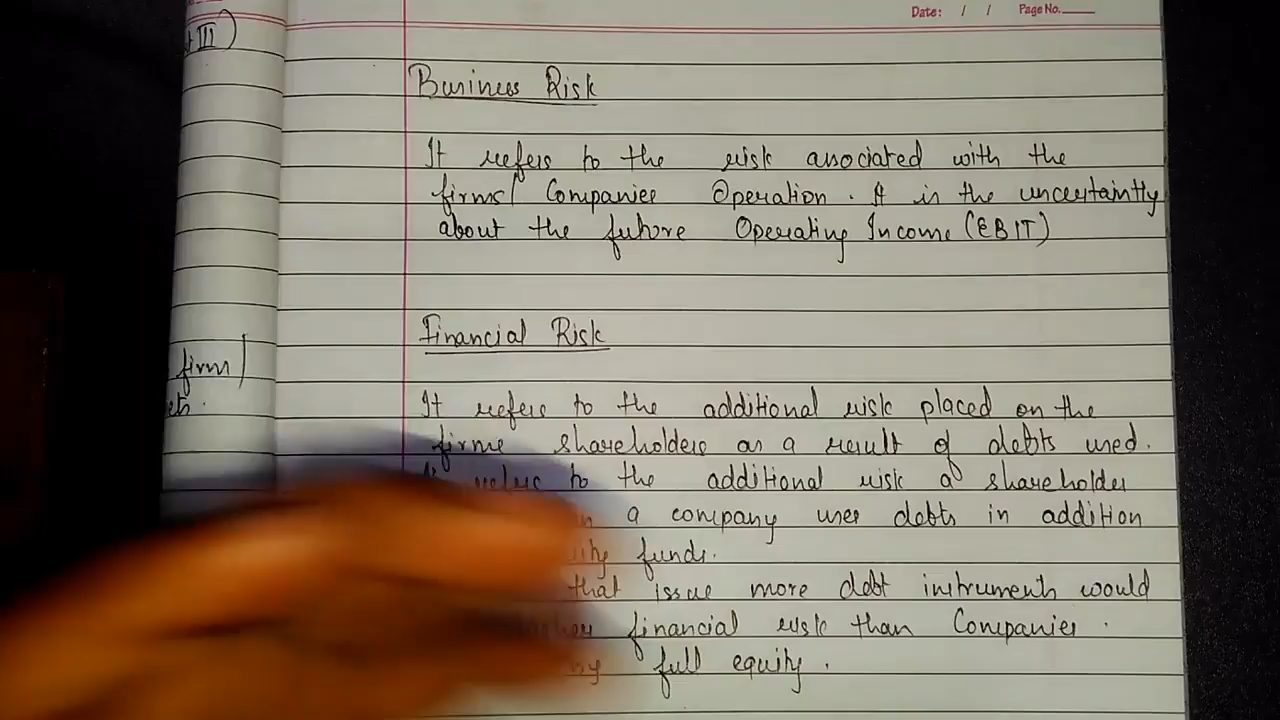 Date: / / Page No.
t III)
Business Risk
It refers to the risk associated with the
firms/ Companies Operation. It is the uncertaintly
about the future Operating Income (EBIT)
Financial Risk
firm/
It refers to the additional risk placed on the
firms shareholders as a result of debts used.
refers to the additional risk a shareholder
a company uses debts in addition
funds.
that issue more debt instruments would
financial risk than Companies.
full equity.